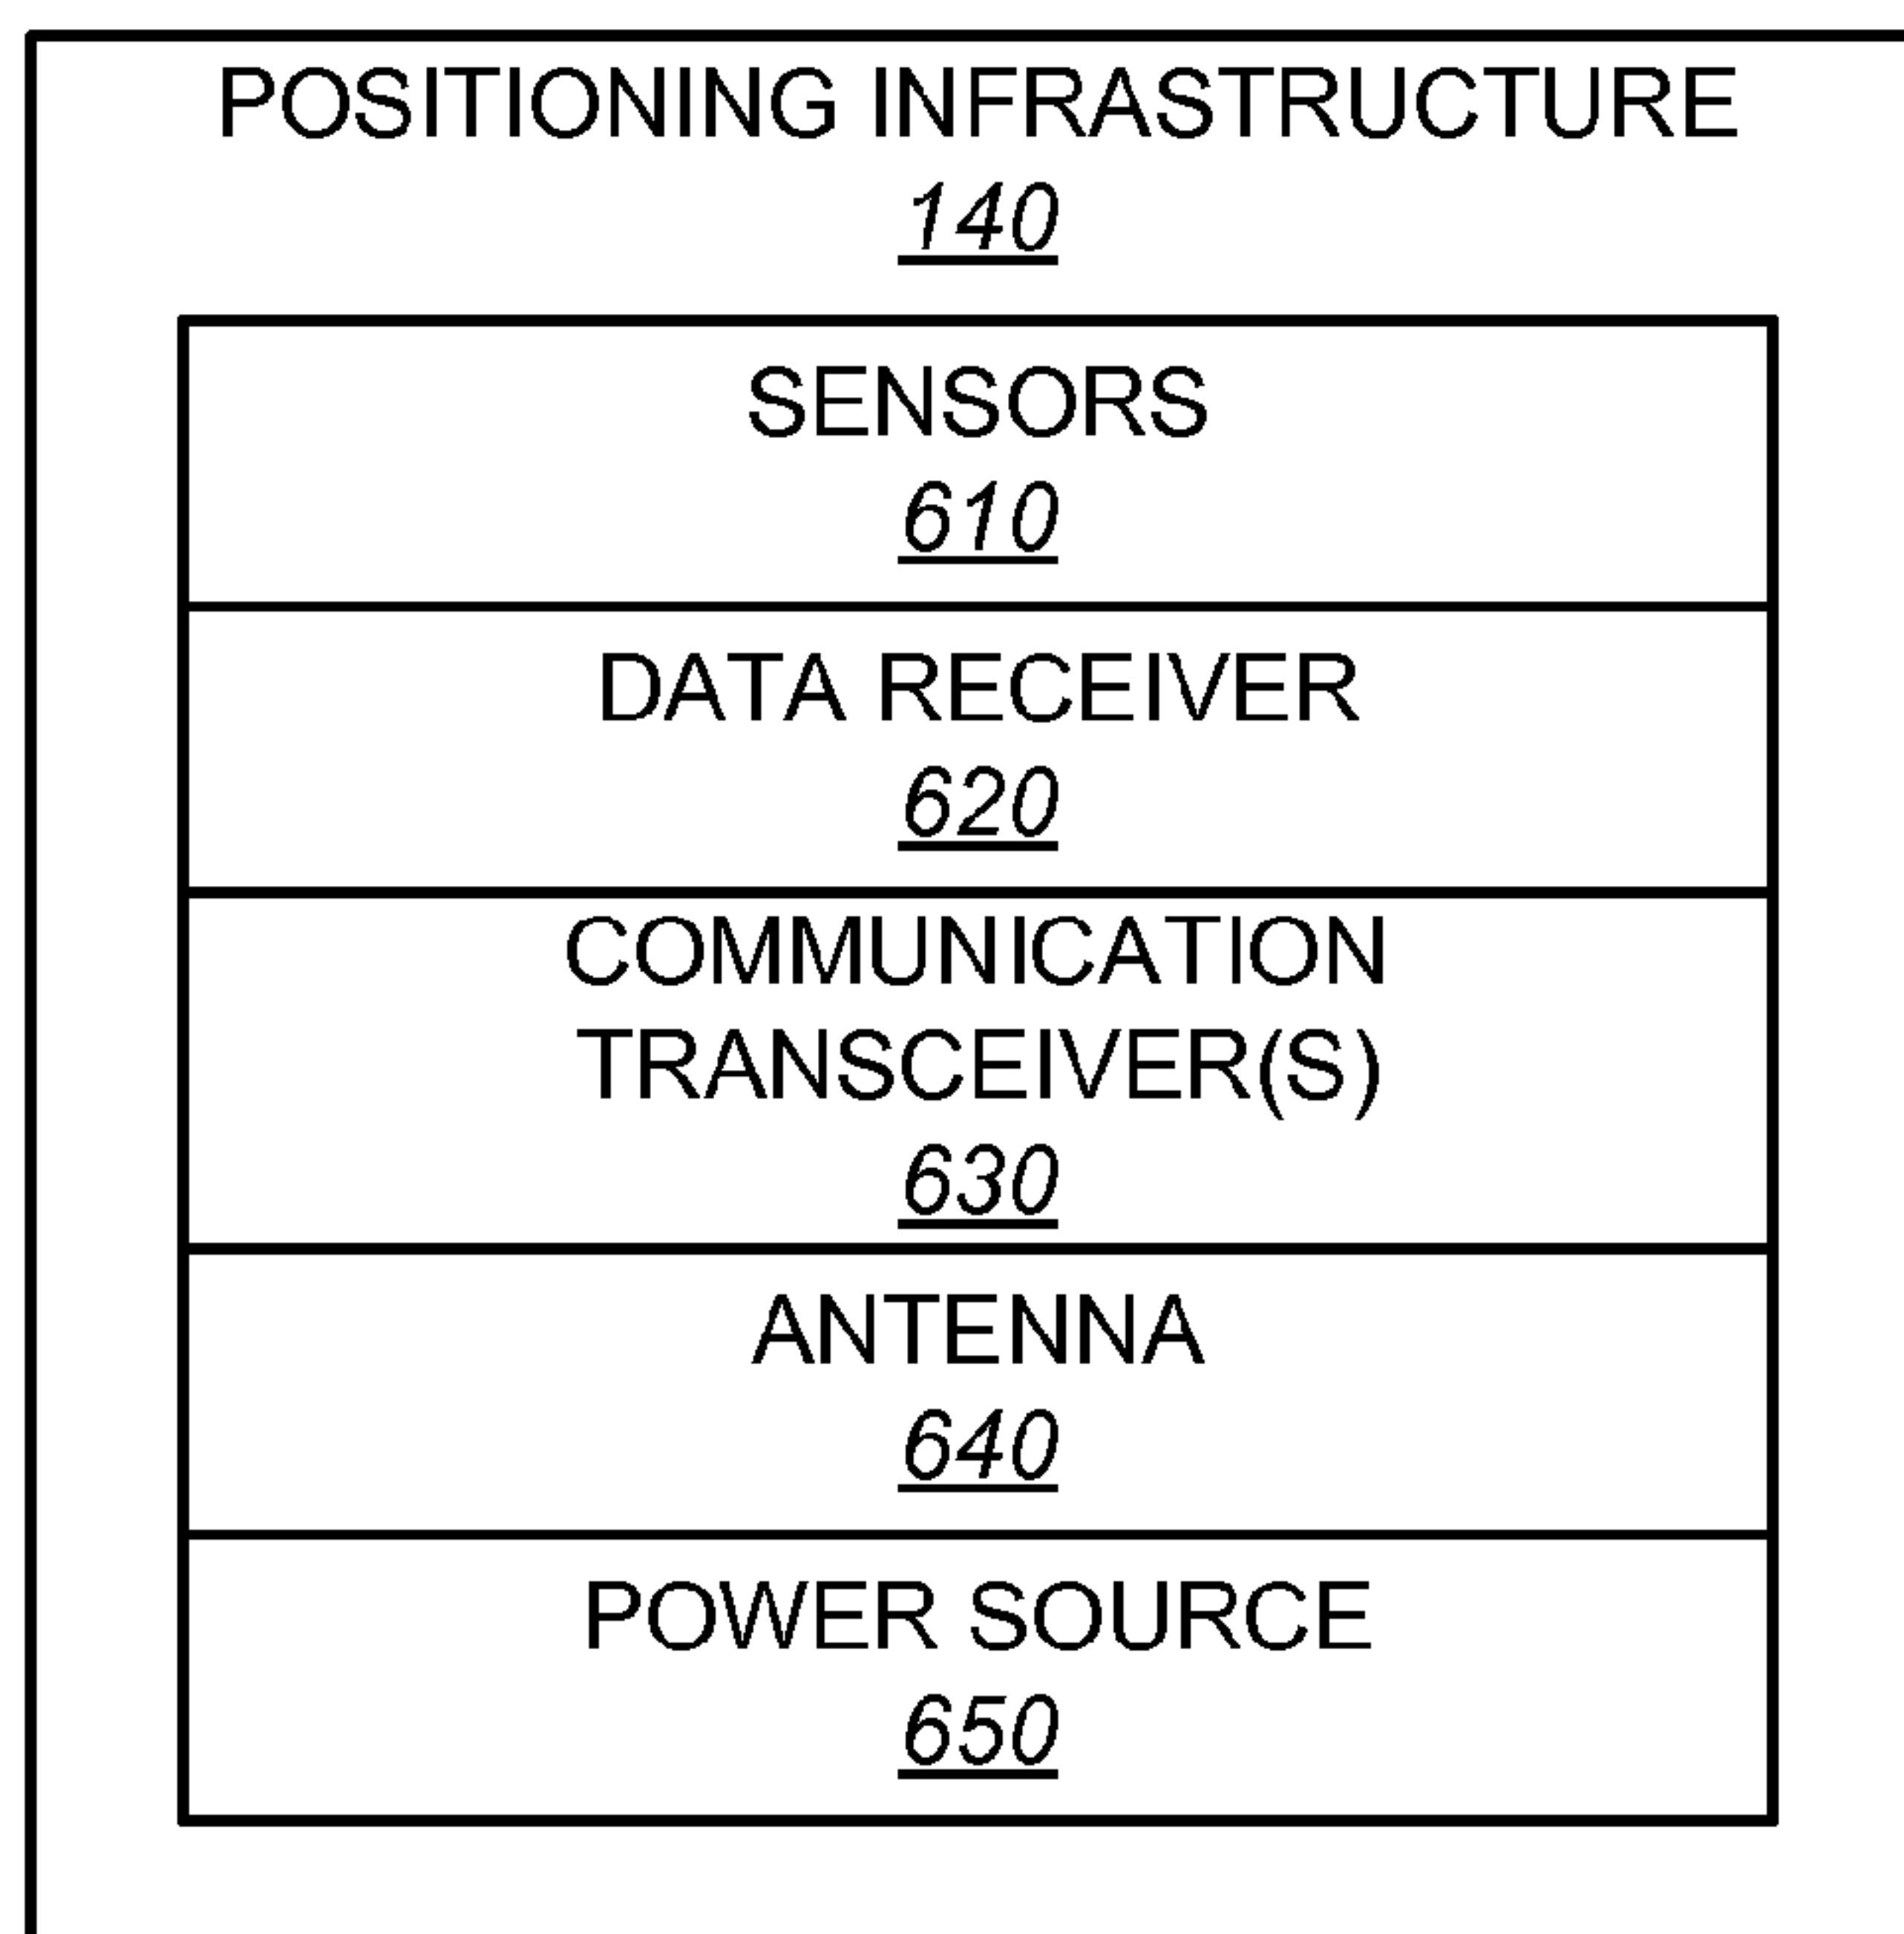 POSITIONING INFRASTRUCTURE
140
SENSORS
610
DATA RECEIVER
620
COMMUNICATION
TRANSCEIVER(S)
630
ANTENNA
640
POWER SOURCE
650